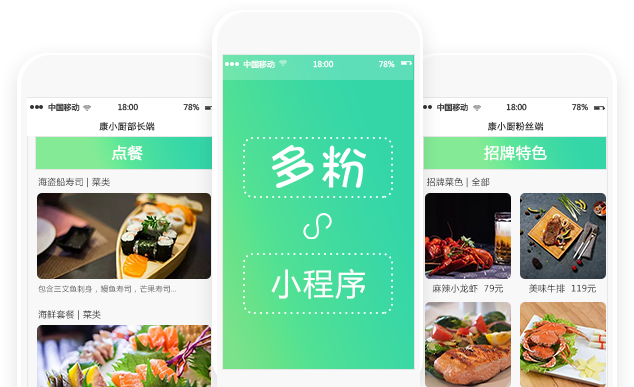 中国移动 18:00 78%
康小厨部长端
点餐
海盗船寿司 | 菜类
包含三文鱼刺身，鳗鱼寿司，芒果寿司...
海鲜套餐 | 菜类
中国移动 18:00 78%
多粉
小程序
中国移动 18:00 78%
康小厨粉丝端
招牌特色
招牌菜色 | 全部
麻辣小龙虾 79元
美味牛排 119元